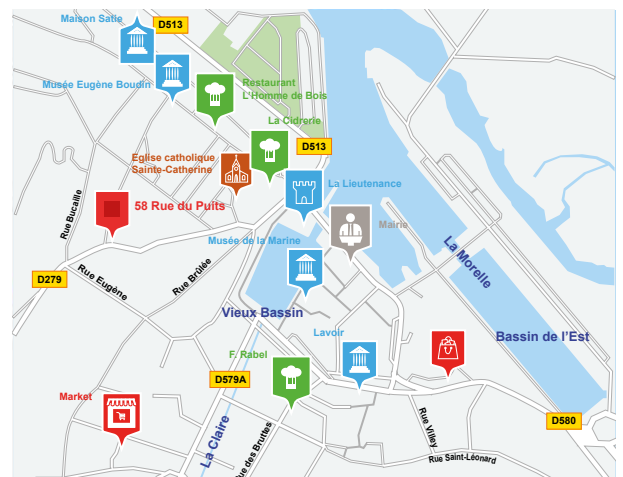 Maison Satie
D513
Musée Eugène Boudin
Restaurant
L'Homme de Bois
La Cidrerie
D513
Eglise catholique
Sainte-Catherine
La Lieutenance
58 Rue du Puits
Rue Bucaille
Mairie
Musée de la Marine
La Morelle
Rue Eugène
Rue Brûlée
D279
Vieux Bassin
Lavoir
Bassin de l'Est
F. Rabel
D579A
Market
La Claire
Rue des Bruttes
Rue Villey
D580
Rue Saint-Léonard